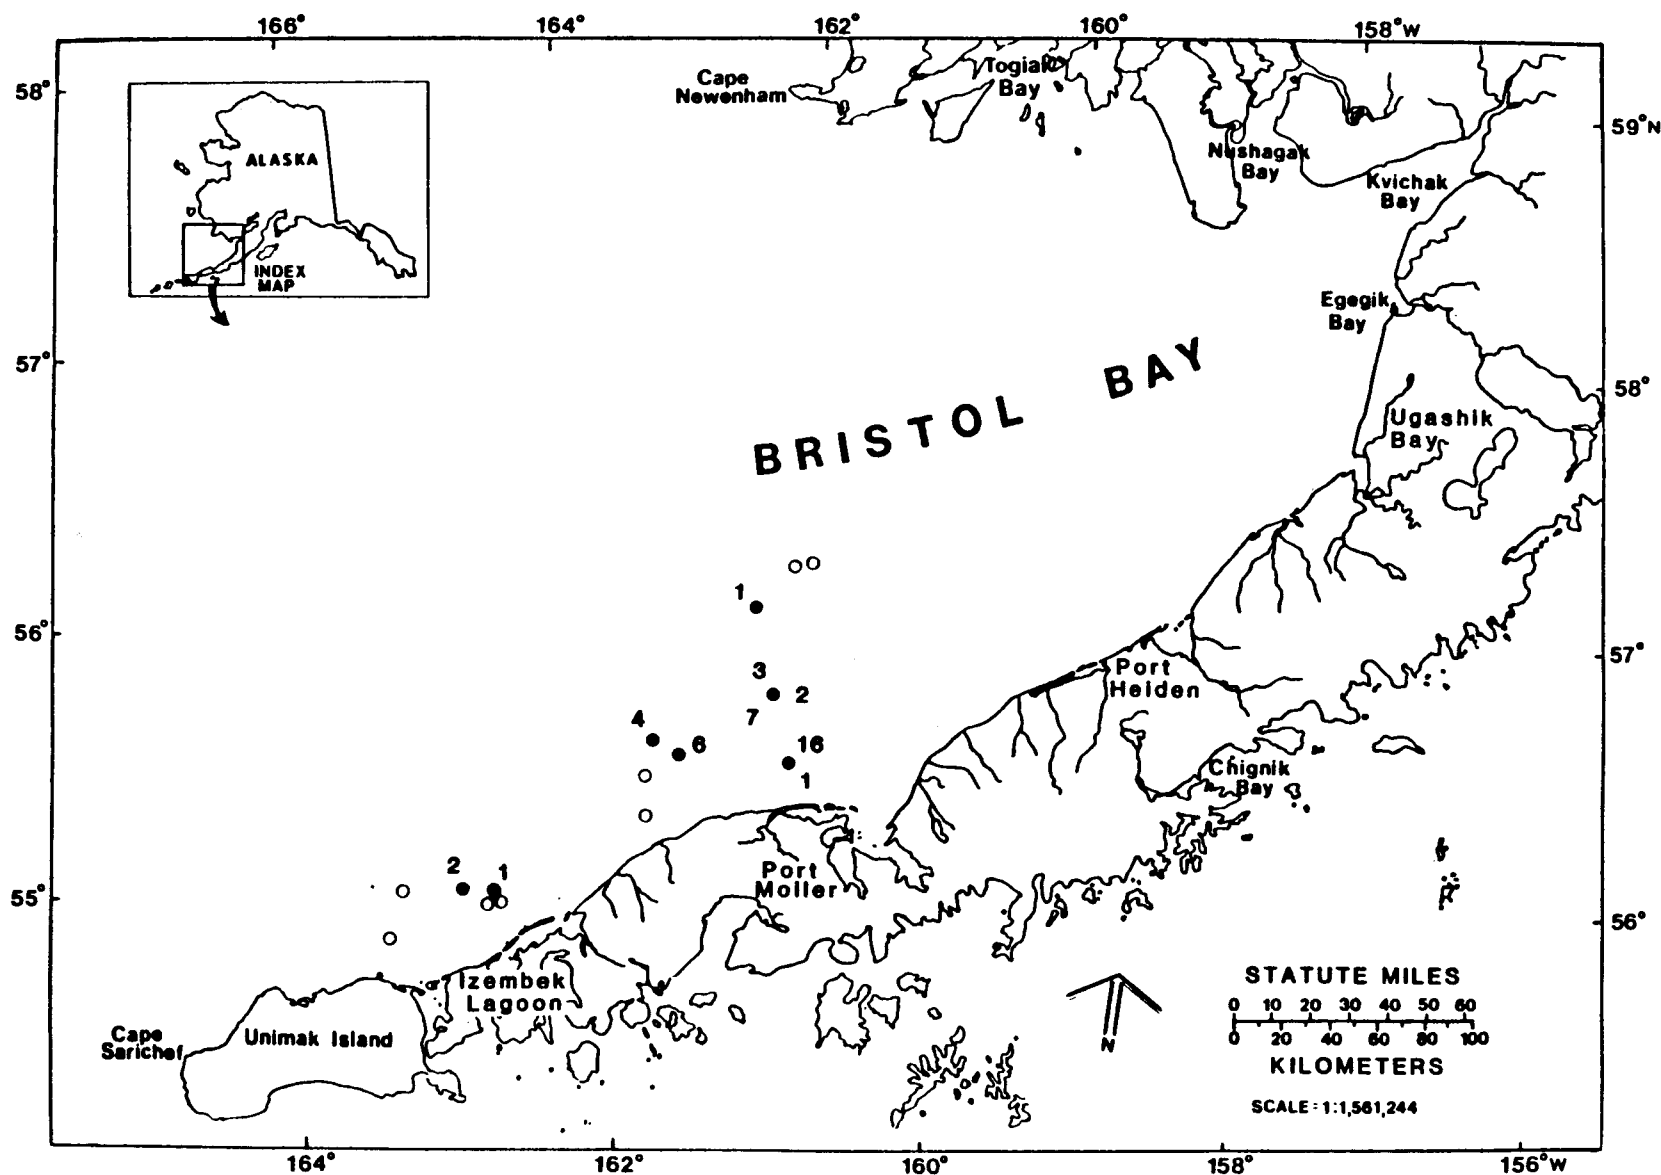 166° 164° 162° 160° 158°W
58°
57°
56°
55°
59°N
58°
57°
56°
ALASKA
INDEX
MAP
Cape
Newenham
Togiak
Bay
Nushagak
Bay
Kvichak
Bay
Egegik
Bay
Ugashik
Bay
BRISTOL BAY
1
3
2
7
4
6
16
1
2
1
Port
Heiden
Chignik
Bay
Port
Moller
Izembek
Lagoon
Cape
Sarichef
Unimak Island
N
STATUTE MILES
0 10 20 30 40 50 60
0 20 40 60 80 100
KILOMETERS
SCALE=1:1,561,244
164° 162° 160° 158° 156°W